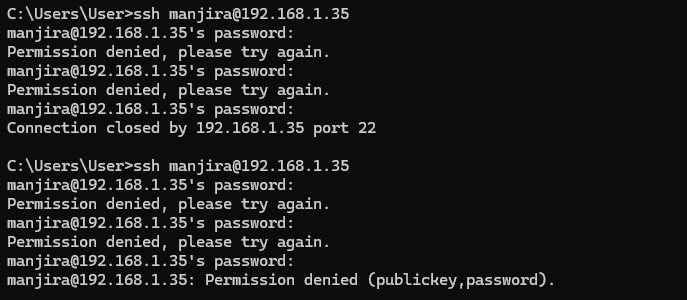 C:\Users\User>ssh manjira@192.168.1.35
manjira@192.168.1.35's password:
Permission denied, please try again.
manjira@192.168.1.35's password:
Permission denied, please try again.
manjira@192.168.1.35's password:
Connection closed by 192.168.1.35 port 22

C:\Users\User>ssh manjira@192.168.1.35
manjira@192.168.1.35's password:
Permission denied, please try again.
manjira@192.168.1.35's password:
Permission denied, please try again.
manjira@192.168.1.35's password:
manjira@192.168.1.35: Permission denied (publickey,password).